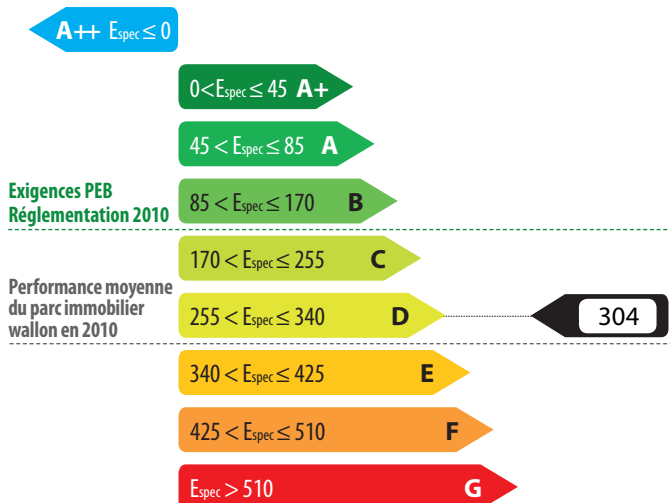 A++ Espec ≤ 0
0<Espec ≤ 45 A+
45 < Espec ≤ 85 A
Exigences PEB
Réglementation 2010
85 < Espec ≤ 170 B
170 < Espec ≤ 255 C
Performance moyenne
du parc immobilier
wallon en 2010
255 < Espec ≤ 340 D
304
340 < Espec ≤ 425 E
425 < Espec ≤ 510 F
Espec > 510 G